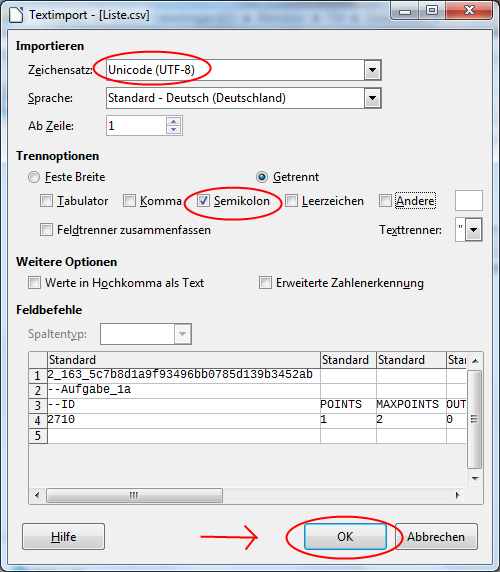 Textimport - [Liste.csv]
Importieren
Zeichensatz: Unicode (UTF-8)
Sprache: Standard - Deutsch (Deutschland)
Ab Zeile: 1
Trennoptionen
Feste Breite Getrennt
Tabulator Komma Semikolon Leerzeichen Andere
Feldtrenner zusammenfassen Texttrenner: "
Weitere Optionen
Werte in Hochkomma als Text Erweiterte Zahlenerkennung
Feldbefehle
Spaltentyp:
Standard Standard Standard Stan
1 2_163_5c7b8d1a9f93496bb0785d139b3452ab
2 --Aufgabe_1a
3 --ID POINTS MAXPOINTS OUT
4 2710 1 2 0
5
Hilfe OK Abbrechen